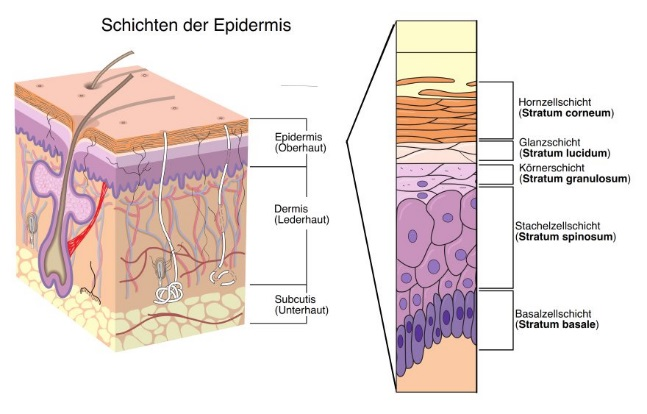 Schichten der Epidermis
Epidermis
(Oberhaut)
Dermis
(Lederhaut)
Subcutis
(Unterhaut)
Hornzellschicht
(Stratum corneum)
Glanzschicht
(Stratum lucidum)
Körnerschicht
(Stratum granulosum)
Stachelzellschicht
(Stratum spinosum)
Basalzellschicht
(Stratum basale)